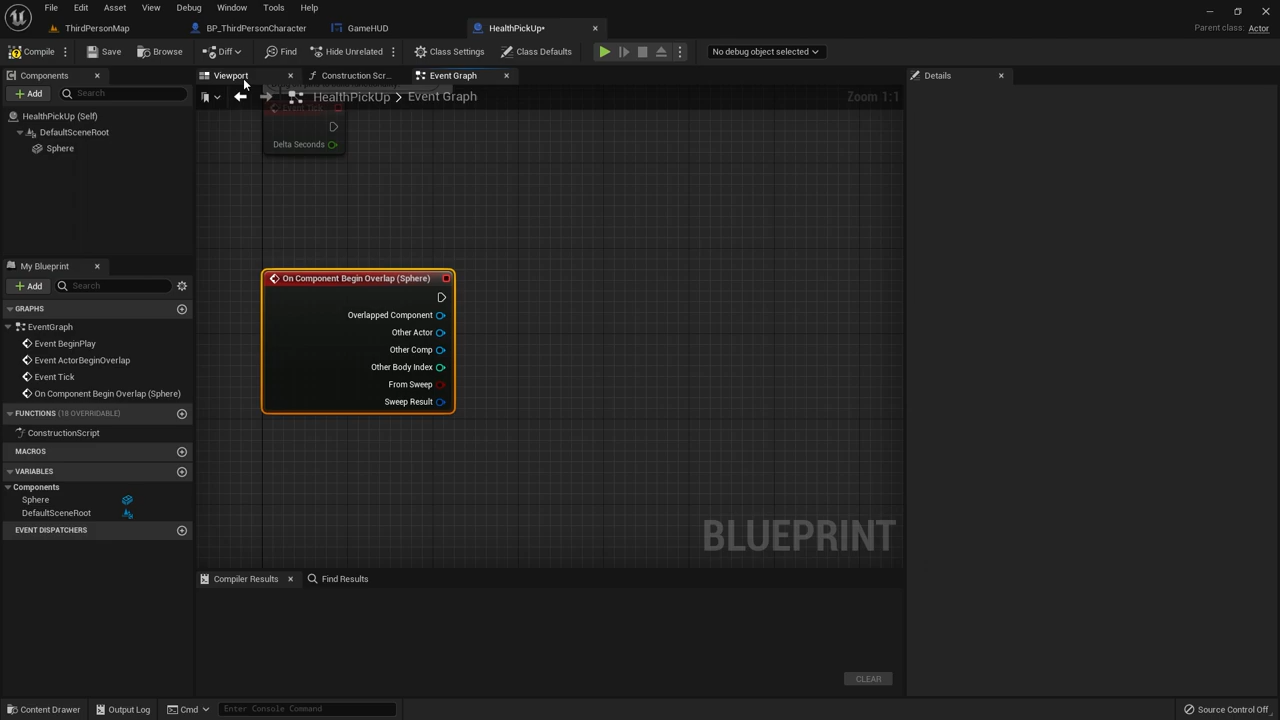 File Edit Asset View Debug Window Tools Help
ThirdPersonMap BP_ThirdPersonCharacter GameHUD HealthPickUp•
Parent class: Actor
Compile Save Browse Diff Find Hide Unrelated Class Settings Class Defaults No debug object selected
Components
Add Search
HealthPickUp (Self)
DefaultSceneRoot
Sphere
My Blueprint
Add Search
GRAPHS
EventGraph
Event BeginPlay
Event ActorBeginOverlap
Event Tick
On Component Begin Overlap (Sphere)
FUNCTIONS (18 OVERRIDABLE)
ConstructionScript
MACROS
VARIABLES
Components
Sphere
DefaultSceneRoot
EVENT DISPATCHERS
Viewport Construction Scr... Event Graph
HealthPickUp > Event Graph
Zoom 1:1
Event Tick
Delta Seconds
On Component Begin Overlap (Sphere)
Overlapped Component
Other Actor
Other Comp
Other Body Index
From Sweep
Sweep Result
BLUEPRINT
Compiler Results Find Results
CLEAR
Details
Content Drawer Output Log Cmd Enter Console Command
Source Control Off